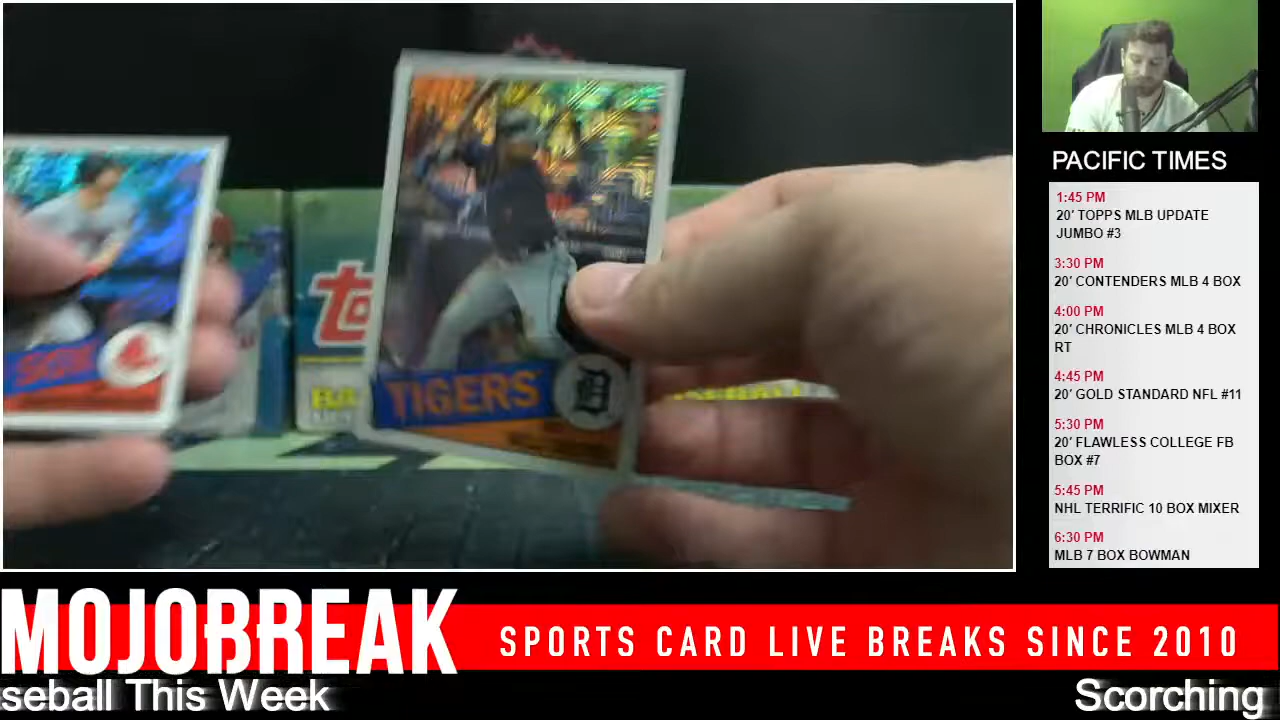 SOX
TIGERS
D
PACIFIC TIMES
1:45 PM
20' TOPPS MLB UPDATE
JUMBO #3
3:30 PM
20' CONTENDERS MLB 4 BOX
4:00 PM
20' CHRONICLES MLB 4 BOX
RT
4:45 PM
20' GOLD STANDARD NFL #11
5:30 PM
20' FLAWLESS COLLEGE FB
BOX #7
5:45 PM
NHL TERRIFIC 10 BOX MIXER
6:30 PM
MLB 7 BOX BOWMAN
MOJOBREAK
SPORTS CARD LIVE BREAKS SINCE 2010
seball This Week
Scorching